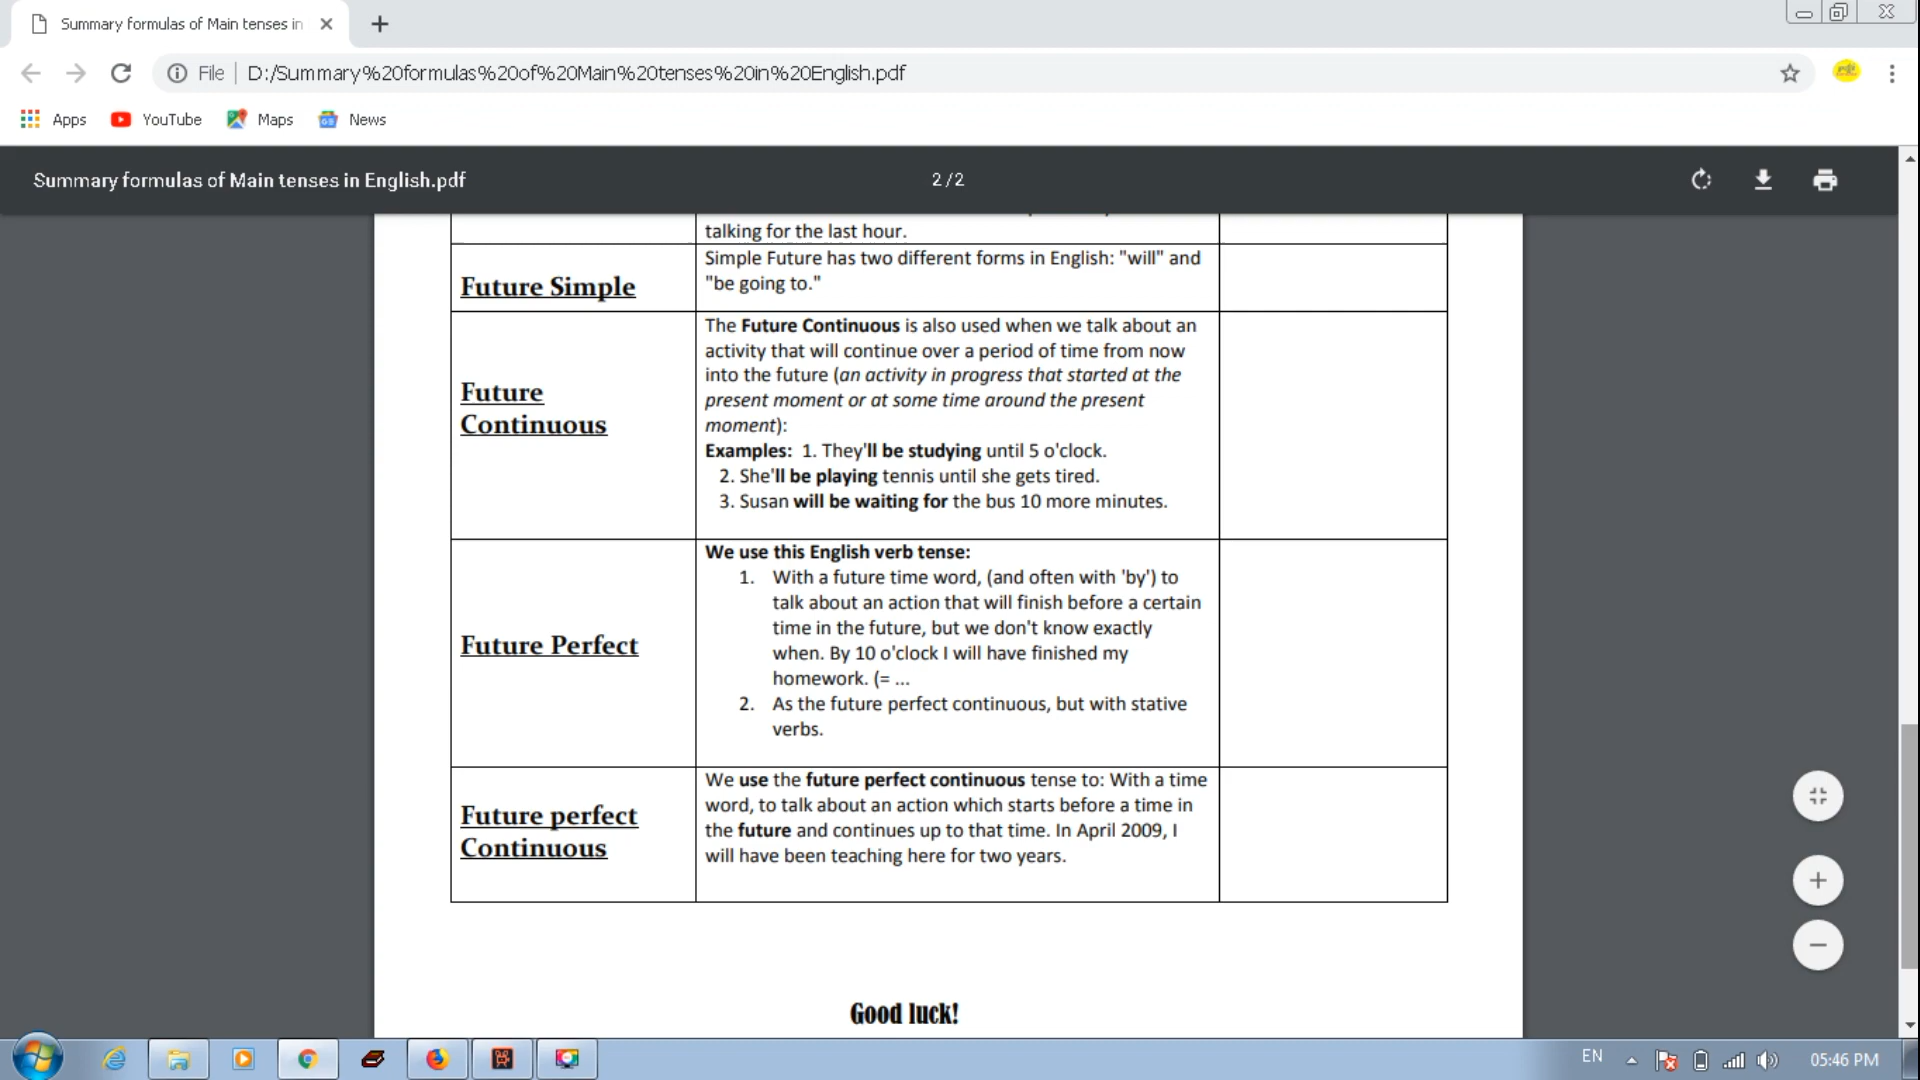 Summary formulas of Main tenses in
File
D:/Summary%20formulas%20of%20Main%20tenses%20in%20English.pdf
Apps
YouTube
Maps
News
Summary formulas of Main tenses in English.pdf
2 / 2
talking for the last hour.
Future Simple
Simple Future has two different forms in English: "will" and
"be going to."
Future
Continuous
The Future Continuous is also used when we talk about an
activity that will continue over a period of time from now
into the future (an activity in progress that started at the
present moment or at some time around the present
moment):
Examples: 1. They'll be studying until 5 o'clock.
2. She'll be playing tennis until she gets tired.
3. Susan will be waiting for the bus 10 more minutes.
Future Perfect
We use this English verb tense:
1. With a future time word, (and often with 'by') to
talk about an action that will finish before a certain
time in the future, but we don't know exactly
when. By 10 o'clock I will have finished my
homework. (= ...
2. As the future perfect continuous, but with stative
verbs.
Future perfect
Continuous
We use the future perfect continuous tense to: With a time
word, to talk about an action which starts before a time in
the future and continues up to that time. In April 2009, I
will have been teaching here for two years.
Good luck!
EN
05:46 PM